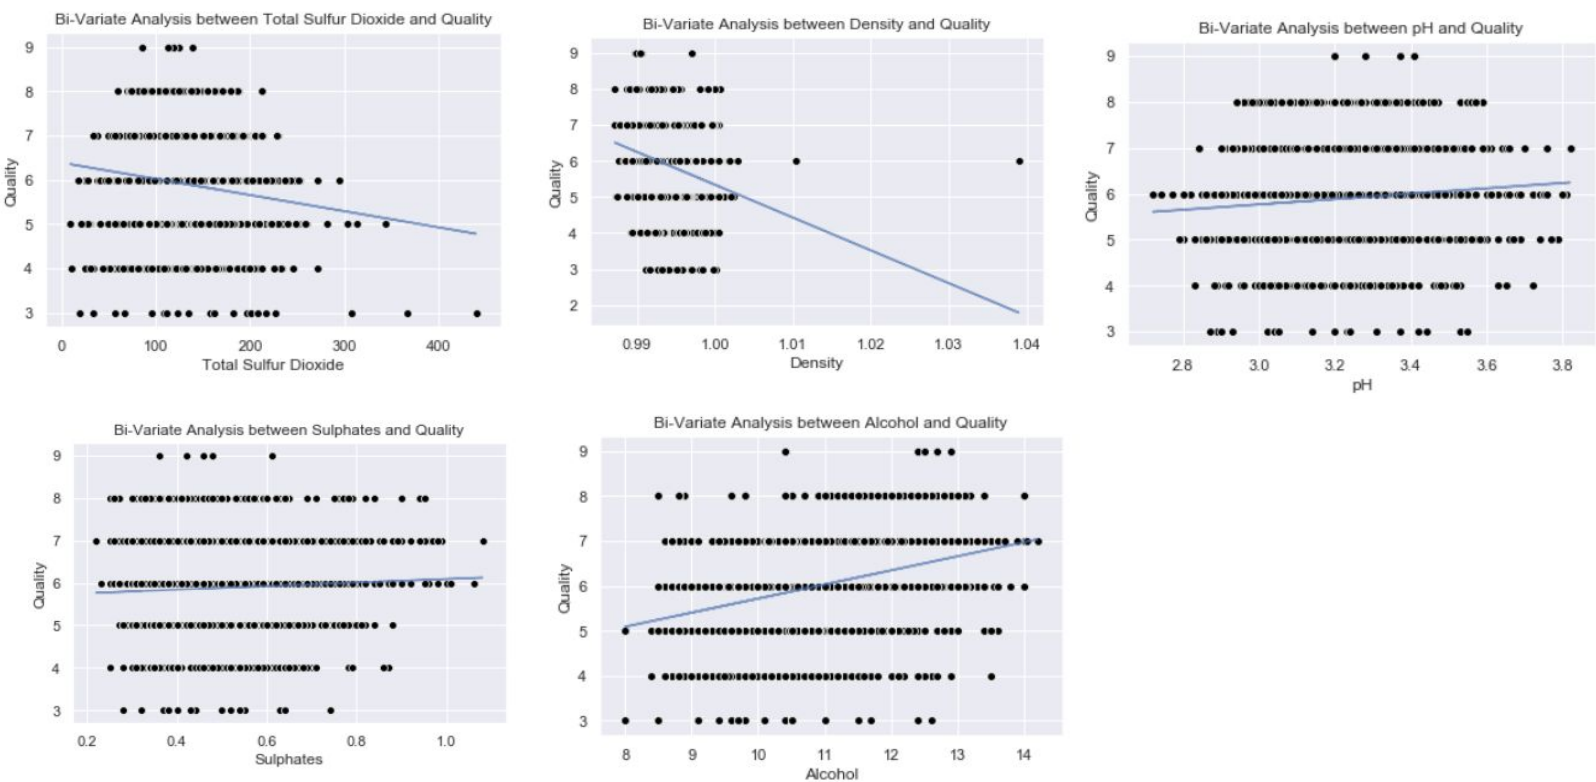 Bi-Variate Analysis between Total Sulfur Dioxide and Quality
9
8
7
6
5
4
3
Quality
0 100 200 300 400
Total Sulfur Dioxide
Bi-Variate Analysis between Density and Quality
9
8
7
6
5
4
3
2
Quality
0.99 1.00 1.01 1.02 1.03 1.04
Density
Bi-Variate Analysis between pH and Quality
9
8
7
6
5
4
3
Quality
2.8 3.0 3.2 3.4 3.6 3.8
pH
Bi-Variate Analysis between Sulphates and Quality
9
8
7
6
5
4
3
Quality
0.2 0.4 0.6 0.8 1.0
Sulphates
Bi-Variate Analysis between Alcohol and Quality
9
8
7
6
5
4
3
Quality
8 9 10 11 12 13 14
Alcohol